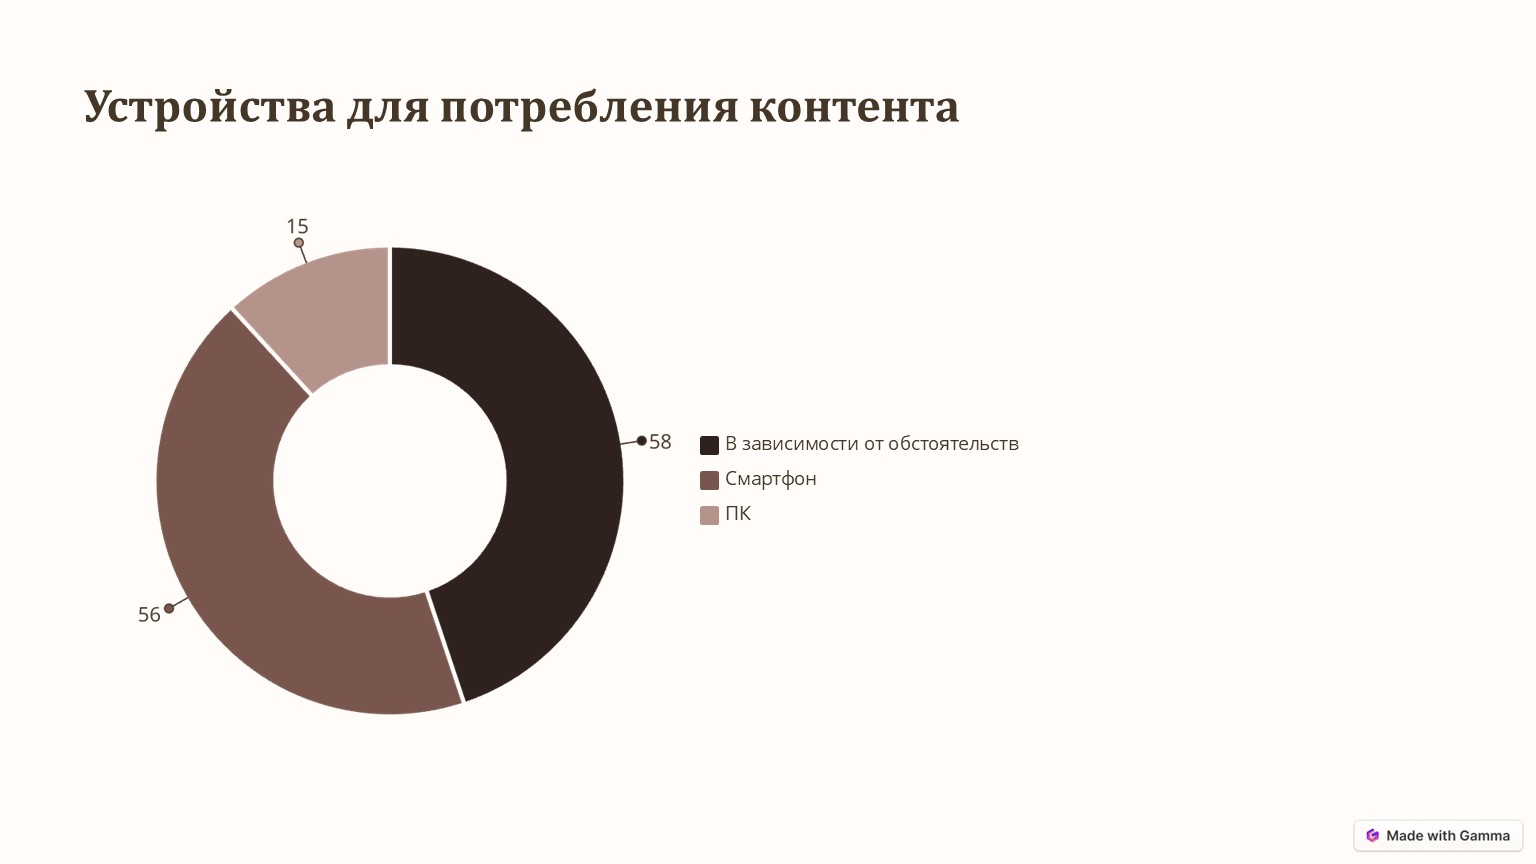 Устройства для потребления контента
15
58
56
В зависимости от обстоятельств
Смартфон
ПК
Made with Gamma